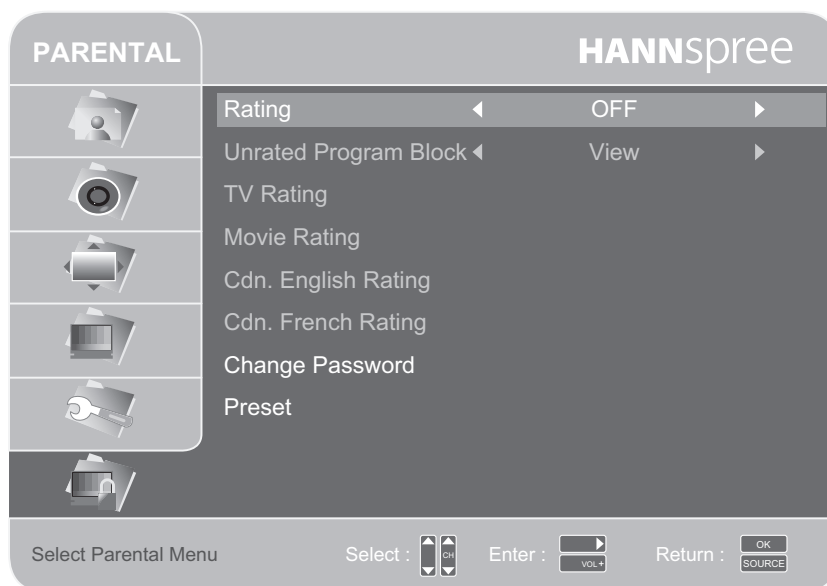 PARENTAL
HANNspree
Rating OFF
Unrated Program Block View
TV Rating
Movie Rating
Cdn. English Rating
Cdn. French Rating
Change Password
Preset
Select Parental Menu Select : CH Enter : VOL+ Return : OK SOURCE